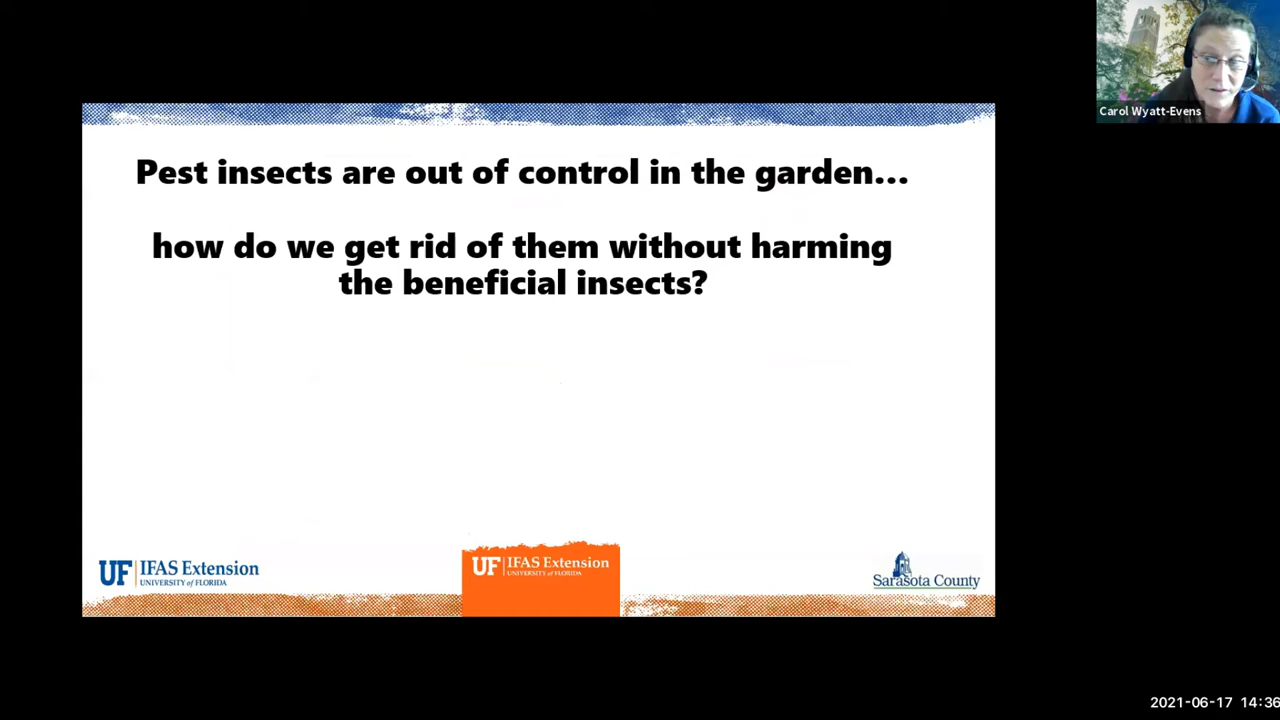 Carol Wyatt-Evens
Pest insects are out of control in the garden...
how do we get rid of them without harming
the beneficial insects?
UF IFAS Extension
UNIVERSITY of FLORIDA
UF IFAS Extension
UNIVERSITY of FLORIDA
Sarasota County
2021-06-17 14:36